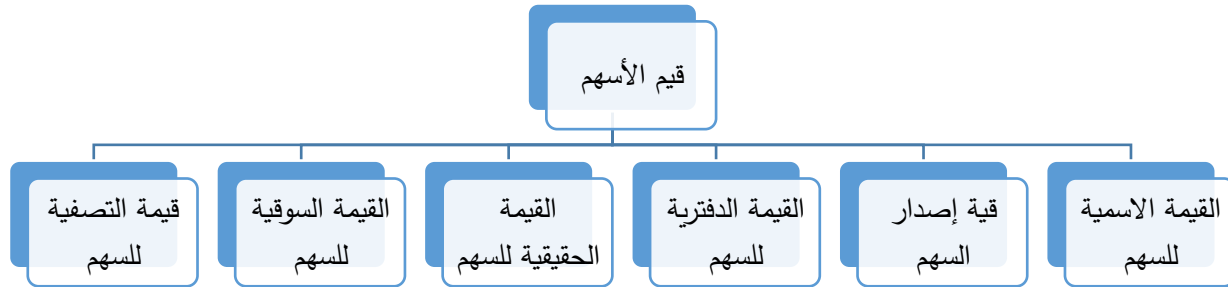 قيم الأسهم
القيمة الاسمية
للسهم
قية إصدار
السهم
القيمة الدفترية
للسهم
القيمة
الحقيقية للسهم
القيمة السوقية
للسهم
قيمة التصفية
للسهم